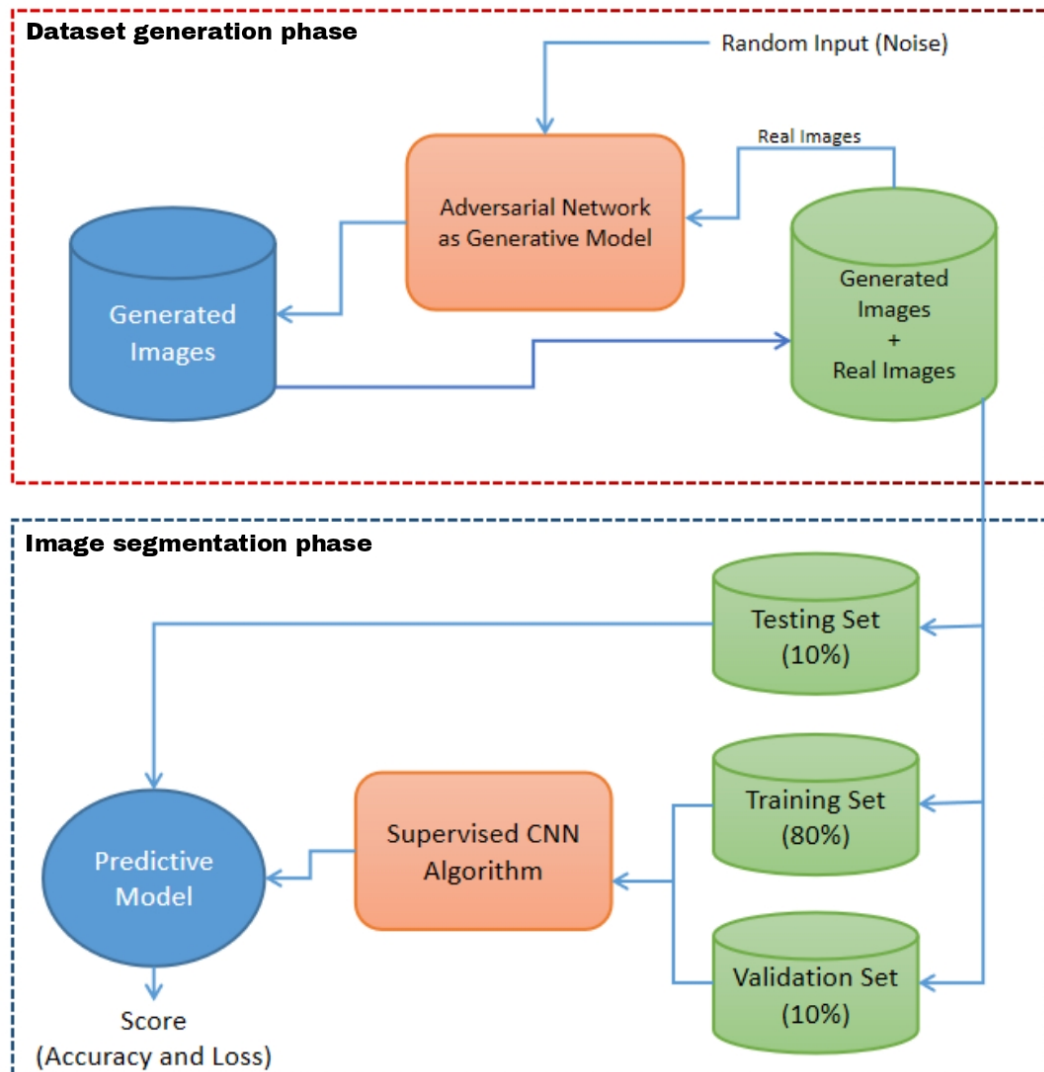 Dataset generation phase
Random Input (Noise)
Real Images
Adversarial Network
as Generative Model
Generated
Images
Generated
Images
+
Real Images
Image segmentation phase
Testing Set
(10%)
Training Set
(80%)
Supervised CNN
Algorithm
Predictive
Model
Validation Set
(10%)
Score
(Accuracy and Loss)